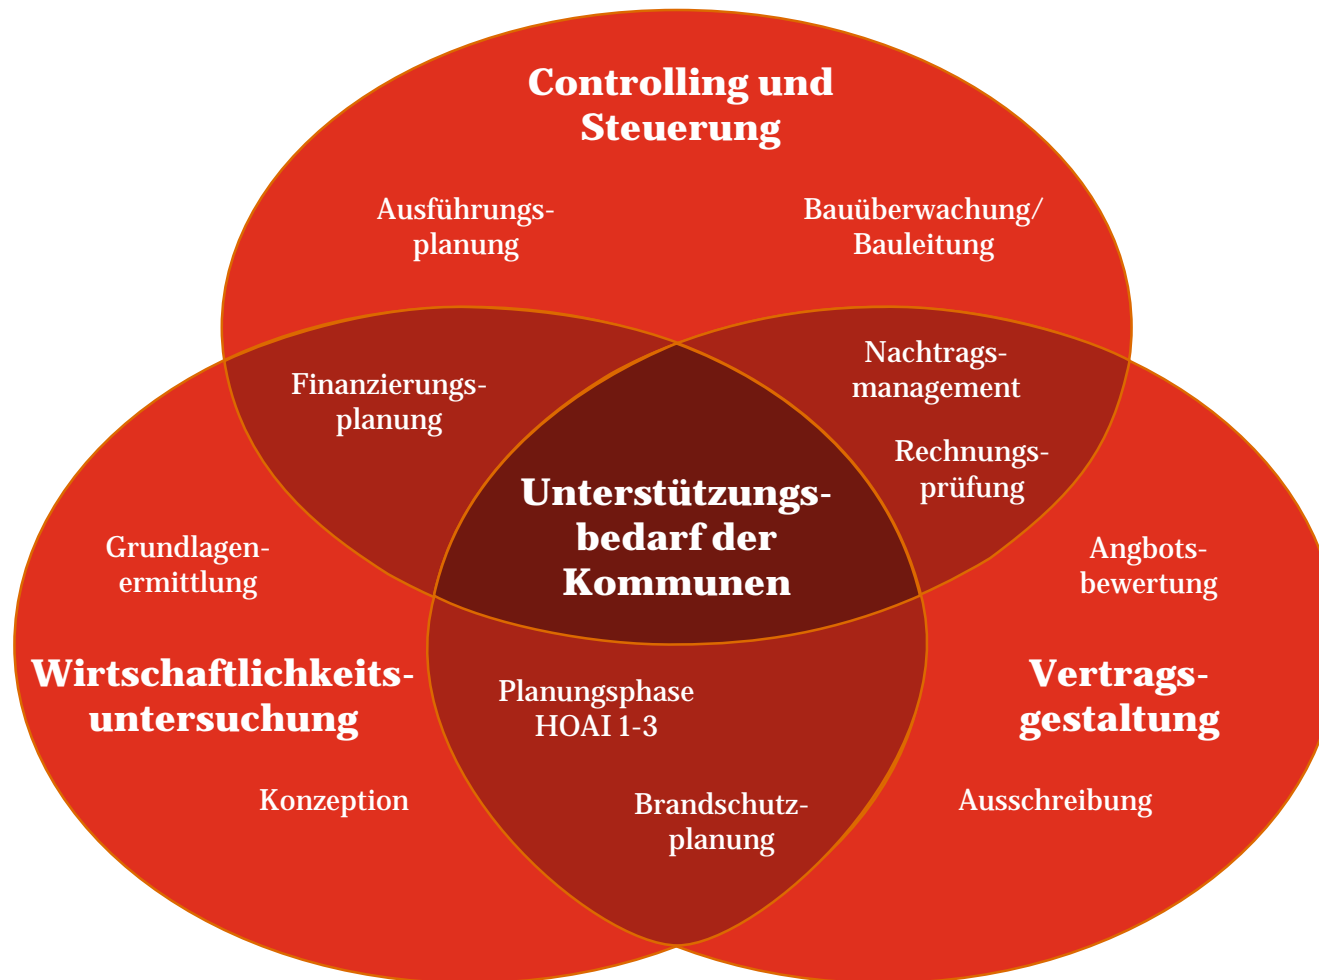 Controlling und
Steuerung
Ausführungs-
planung
Bauüberwachung/
Bauleitung
Finanzierungs-
planung
Nachtrags-
management
Rechnungs-
prüfung
Unterstützungs-
bedarf der
Kommunen
Grundlagen-
ermittlung
Angbots-
bewertung
Wirtschaftlichkeits-
untersuchung
Planungsphase
HOAI 1-3
Vertrags-
gestaltung
Konzeption
Brandschutz-
planung
Ausschreibung